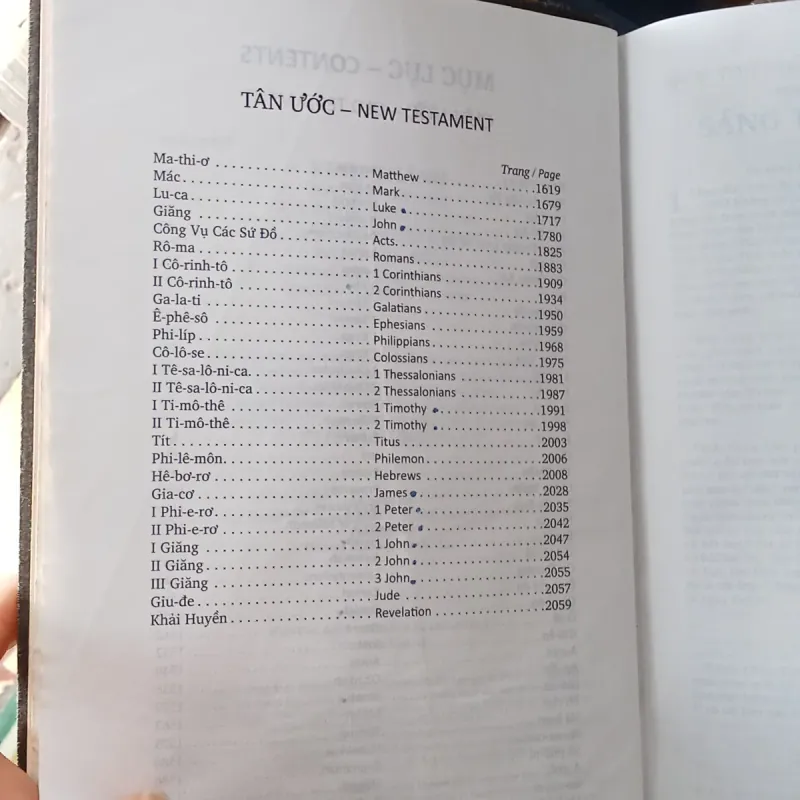 TÂN ƯỚC – NEW TESTAMENT
Trang / Page
Ma-thi-ơ . . . . . . . . . . . . . . . . . . . . Matthew . . . . . . . . . . . . . . . 1619
Mác . . . . . . . . . . . . . . . . . . . . Mark . . . . . . . . . . . . . . . 1679
Lu-ca . . . . . . . . . . . . . . . . . . . . Luke . . . . . . . . . . . . . . . 1717
Giăng . . . . . . . . . . . . . . . . . . . . John . . . . . . . . . . . . . . . 1780
Công Vụ Các Sứ Đồ . . . . . . . . . . . . Acts . . . . . . . . . . . . . . . 1825
Rô-ma . . . . . . . . . . . . . . . . . . . . Romans . . . . . . . . . . . . . . . 1883
I Cô-rinh-tô . . . . . . . . . . . . . . . . 1 Corinthians . . . . . . . . . . . . 1909
II Cô-rinh-tô . . . . . . . . . . . . . . . . 2 Corinthians . . . . . . . . . . . . 1934
Ga-la-ti . . . . . . . . . . . . . . . . . . . . Galatians . . . . . . . . . . . . . . . 1950
Ê-phê-sô . . . . . . . . . . . . . . . . . . . . Ephesians . . . . . . . . . . . . . . . 1959
Phi-líp . . . . . . . . . . . . . . . . . . . . Philippians . . . . . . . . . . . . . . . 1968
Cô-lô-se . . . . . . . . . . . . . . . . . . . . Colossians . . . . . . . . . . . . . . . 1975
I Tê-sa-lô-ni-ca . . . . . . . . . . . . . . 1 Thessalonians . . . . . . . . . . . 1981
II Tê-sa-lô-ni-ca . . . . . . . . . . . . . . 2 Thessalonians . . . . . . . . . . . 1987
I Ti-mô-thê . . . . . . . . . . . . . . . . 1 Timothy . . . . . . . . . . . . . . . 1991
II Ti-mô-thê . . . . . . . . . . . . . . . . 2 Timothy . . . . . . . . . . . . . . . 1998
Tít . . . . . . . . . . . . . . . . . . . . Titus . . . . . . . . . . . . . . . 2003
Phi-lê-môn . . . . . . . . . . . . . . . . Philemon . . . . . . . . . . . . . . . 2006
Hê-bơ-rơ . . . . . . . . . . . . . . . . . . . . Hebrews . . . . . . . . . . . . . . . 2008
Gia-cơ . . . . . . . . . . . . . . . . . . . . James . . . . . . . . . . . . . . . 2028
I Phi-e-rơ . . . . . . . . . . . . . . . . 1 Peter . . . . . . . . . . . . . . . 2035
II Phi-e-rơ . . . . . . . . . . . . . . . . 2 Peter . . . . . . . . . . . . . . . 2042
I Giăng . . . . . . . . . . . . . . . . . . . . 1 John . . . . . . . . . . . . . . . 2047
II Giăng . . . . . . . . . . . . . . . . . . . . 2 John . . . . . . . . . . . . . . . 2054
III Giăng . . . . . . . . . . . . . . . . . . . . 3 John . . . . . . . . . . . . . . . 2055
Giu-đe . . . . . . . . . . . . . . . . . . . . Jude . . . . . . . . . . . . . . . 2057
Khải Huyền . . . . . . . . . . . . . . . . Revelation . . . . . . . . . . . . . . . 2059